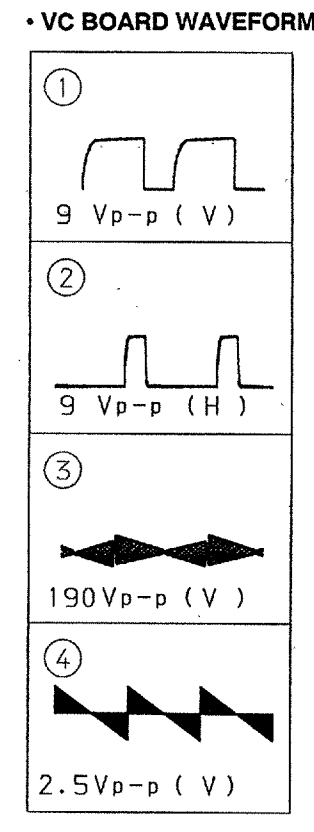 • VC BOARD WAVEFORM
1
9 Vp-p ( V )
2
9 Vp-p ( H )
3
190Vp-p ( V )
4
2.5Vp-p ( V )